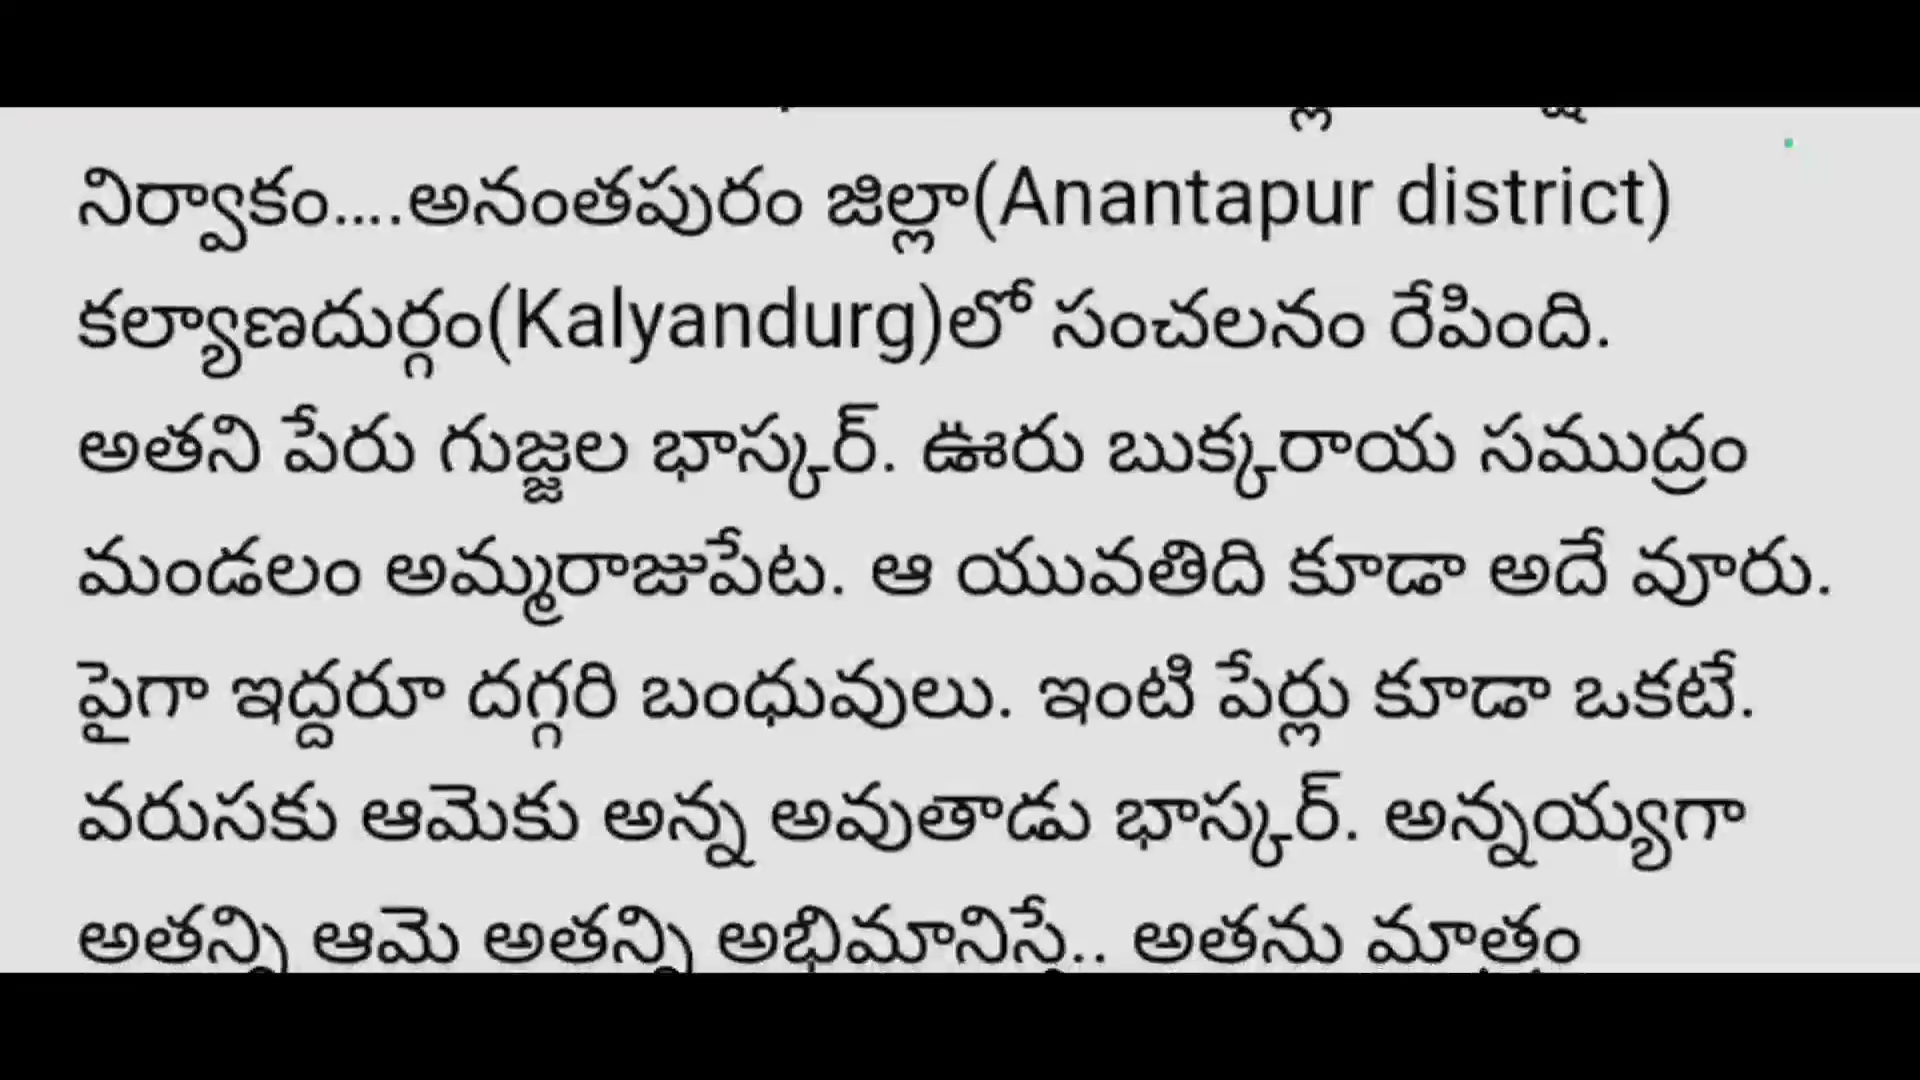 నిర్వాకం....అనంతపురం జిల్లా(Anantapur district)
కల్యాణదుర్గం(Kalyandurg)లో సంచలనం రేపింది.
అతని పేరు గుజ్జల భాస్కర్. ఊరు బుక్కరాయ సముద్రం
మండలం అమ్మరాజుపేట. ఆ యువతిది కూడా అదే వూరు.
పైగా ఇద్దరూ దగ్గరి బంధువులు. ఇంటి పేర్లు కూడా ఒకటే.
వరుసకు ఆమెకు అన్న అవుతాడు భాస్కర్. అన్నయ్యగా
అతన్ని ఆమె అతన్ని అభిమానిస్తే.. అతను మాత్రం